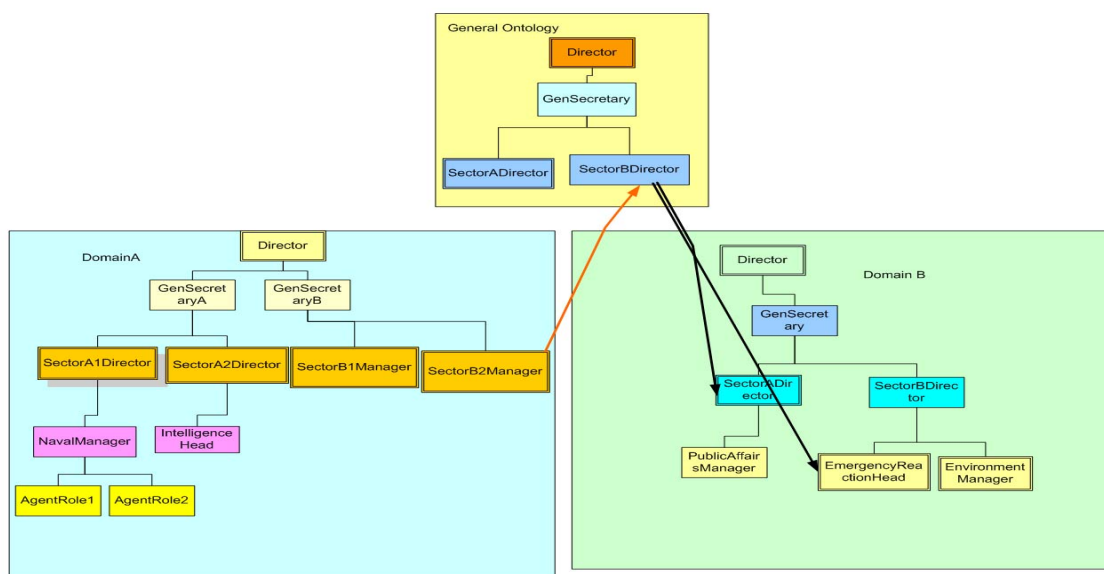 General Ontology
Director
GenSecretary
SectorADirector
SectorBDirector
DomainA
Director
GenSecret
aryA
GenSecret
aryB
SectorA1Director
SectorA2Director
SectorB1Manager
SectorB2Manager
NavalManager
Intelligence
Head
AgentRole1
AgentRole2
Domain B
Director
GenSecret
ary
SectorADir
ector
SectorBDirec
tor
PublicAffair
sManager
EmergencyRea
ctionHead
Environment
Manager